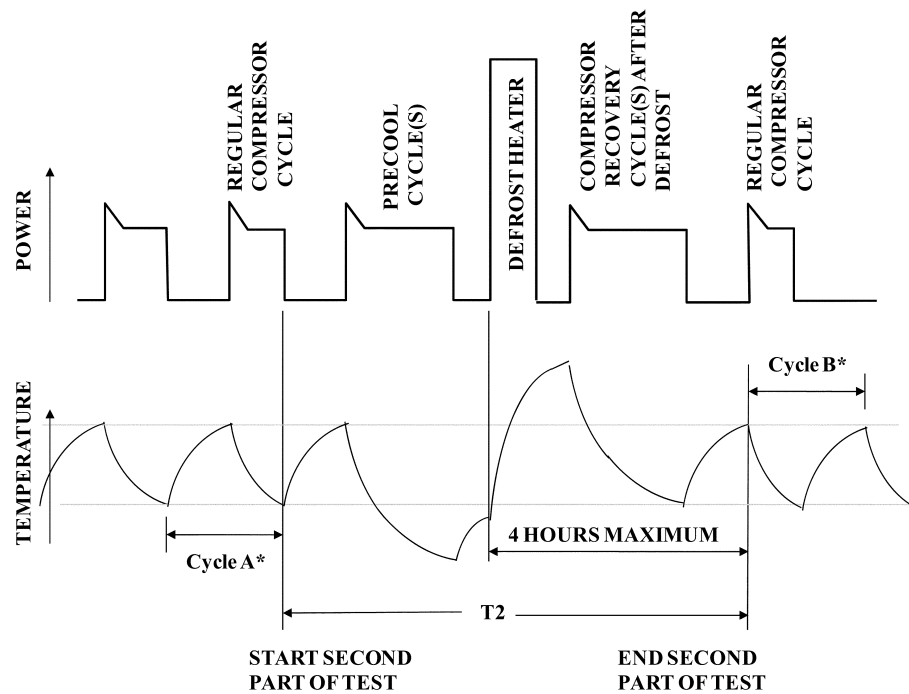 POWER
REGULAR
COMPRESSOR
CYCLE
PRECOOL
CYCLE(S)
DEFROST HEATER
COMPRESSOR
RECOVERY
CYCLE(S) AFTER
DEFROST
REGULAR
COMPRESSOR
CYCLE
TEMPERATURE
Cycle A*
Cycle B*
4 HOURS MAXIMUM
T2
START SECOND
PART OF TEST
END SECOND
PART OF TEST